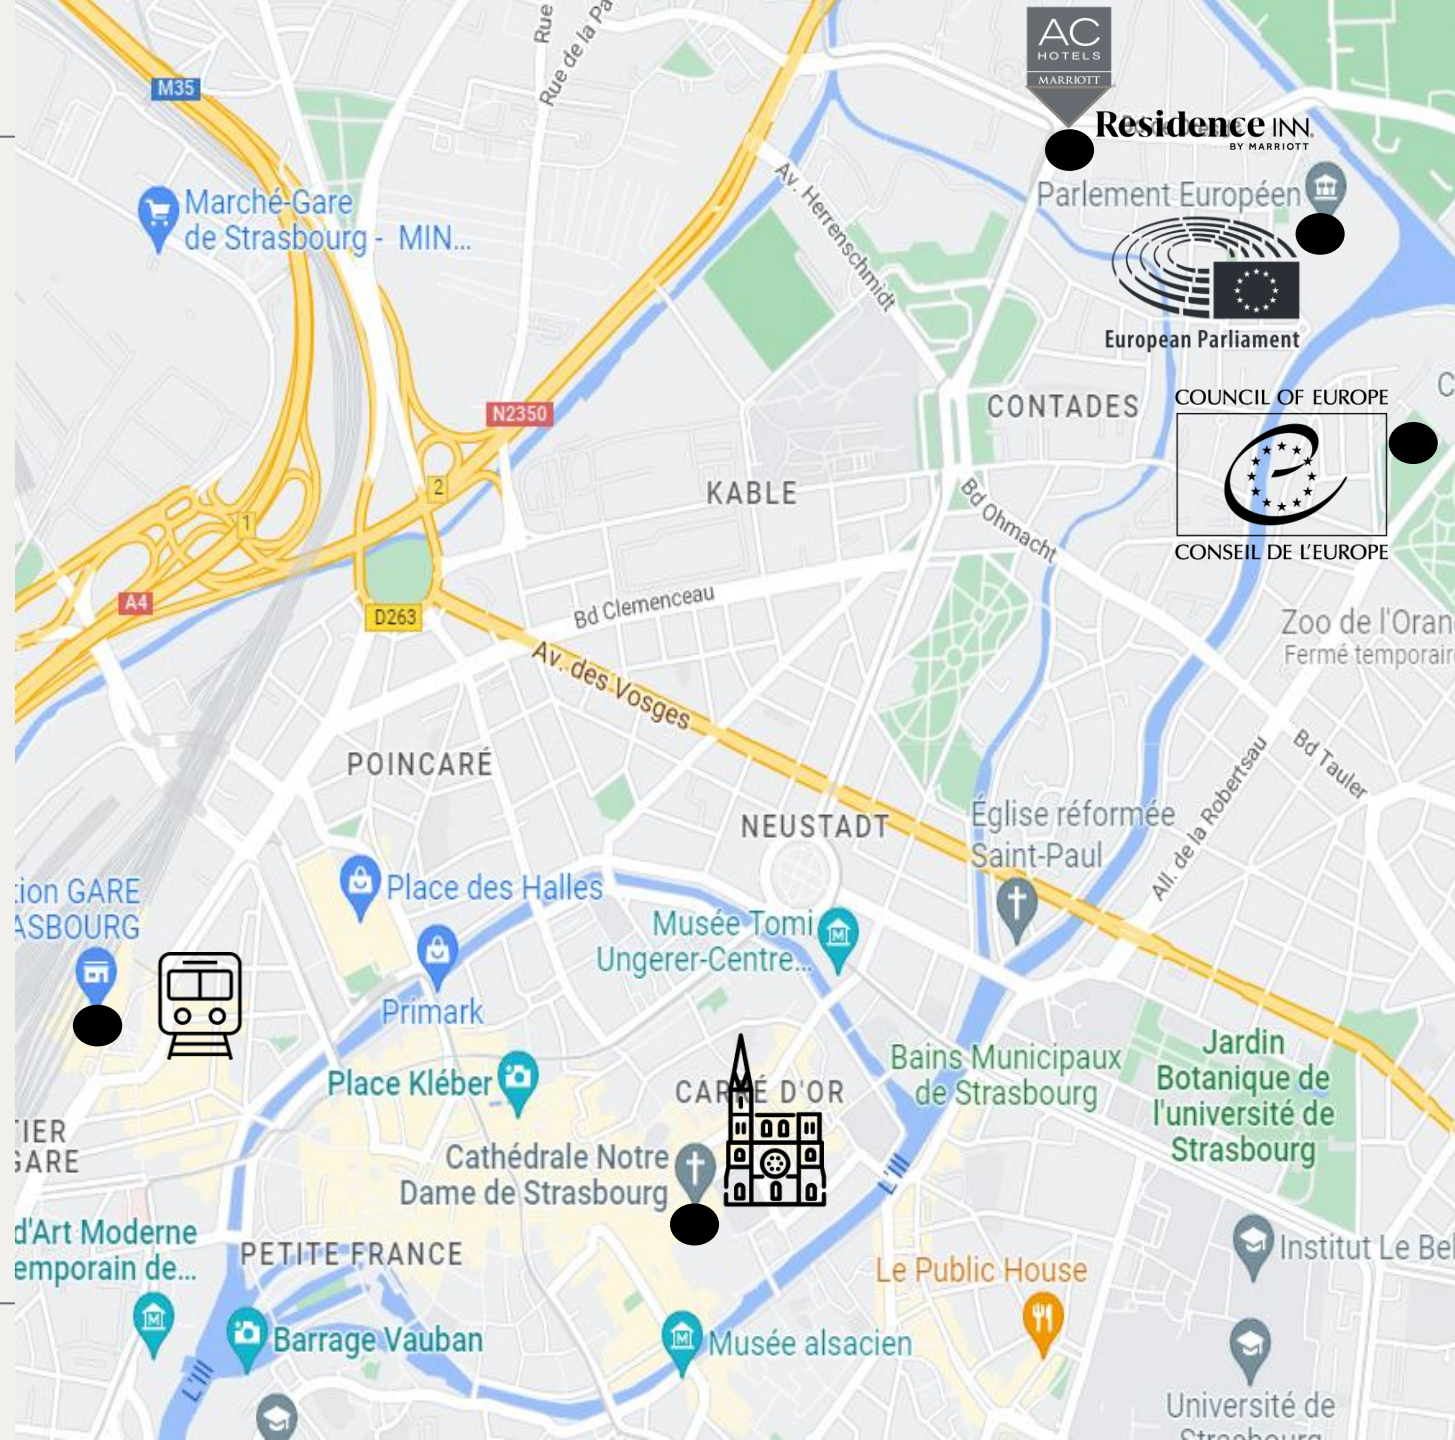 Rue
Rue de la Pa
AC
HOTELS
MARRIOTT
M35
Residence INN
BY MARRIOTT
Av. Herrenschmidt
Parlement Européen
Marché-Gare
de Strasbourg - MIN...
European Parliament
N2350
CONTADES
COUNCIL OF EUROPE
C
2
KABLE
1
Bd Ohmacht
CONSEIL DE L'EUROPE
A4
D263
Bd Clemenceau
Zoo de l'Oran
Fermé temporair
Av. des Vosges
POINCARÉ
Bd Tauler
All. de la Robertsau
NEUSTADT
Église réformée
Saint-Paul
tion GARE
ASBOURG
Place des Halles
Musée Tomi
Ungerer-Centre...
Primark
Jardin
Botanique de
l'université de
Strasbourg
Bains Municipaux
de Strasbourg
Place Kléber
CARRÉ D'OR
TIER
GARE
Cathédrale Notre
Dame de Strasbourg
L'Ill
d'Art Moderne
emporain de...
PETITE FRANCE
Institut Le Bel
Le Public House
Barrage Vauban
Musée alsacien
L'Ill
Université de
Strasbourg